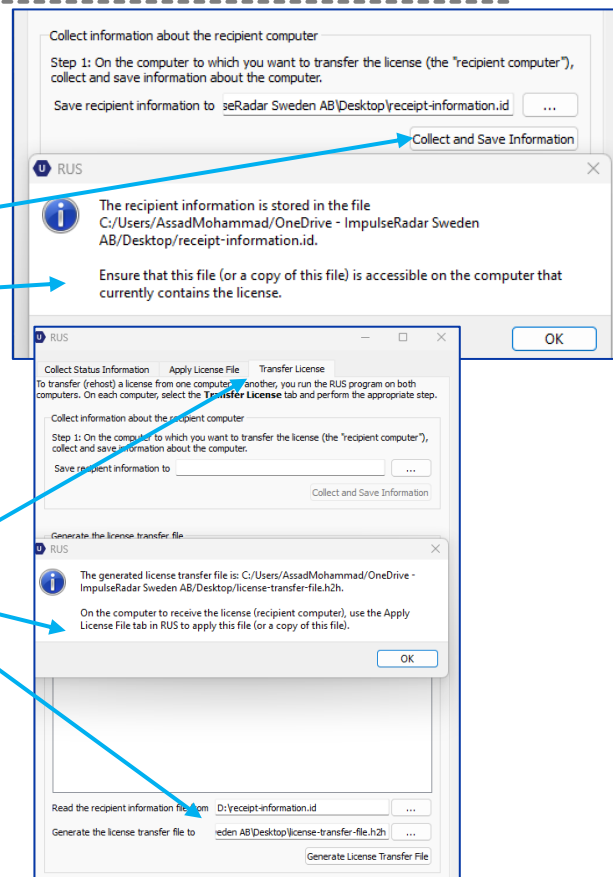 Collect information about the recipient computer
Step 1: On the computer to which you want to transfer the license (the "recipient computer"),
collect and save information about the computer.
Save recipient information to seRadar Sweden AB\Desktop\receipt-information.id ...
Collect and Save Information
RUS
The recipient information is stored in the file
C:/Users/AssadMohammad/OneDrive - ImpulseRadar Sweden
AB/Desktop/receipt-information.id.
Ensure that this file (or a copy of this file) is accessible on the computer that
currently contains the license.
OK
RUS
Collect Status Information Apply License File Transfer License
To transfer (rehost) a license from one computer to another, you run the RUS program on both
computers. On each computer, select the Transfer License tab and perform the appropriate step.
Collect information about the recipient computer
Step 1: On the computer to which you want to transfer the license (the "recipient computer"),
collect and save information about the computer.
Save recipient information to ...
Collect and Save Information
Generate the license transfer file
RUS
The generated license transfer file is: C:/Users/AssadMohammad/OneDrive -
ImpulseRadar Sweden AB/Desktop/license-transfer-file.h2h.
On the computer to receive the license (recipient computer), use the Apply
License File tab in RUS to apply this file (or a copy of this file).
OK
Read the recipient information file from D:\receipt-information.id ...
Generate the license transfer file to eden AB\Desktop\license-transfer-file.h2h ...
Generate License Transfer File